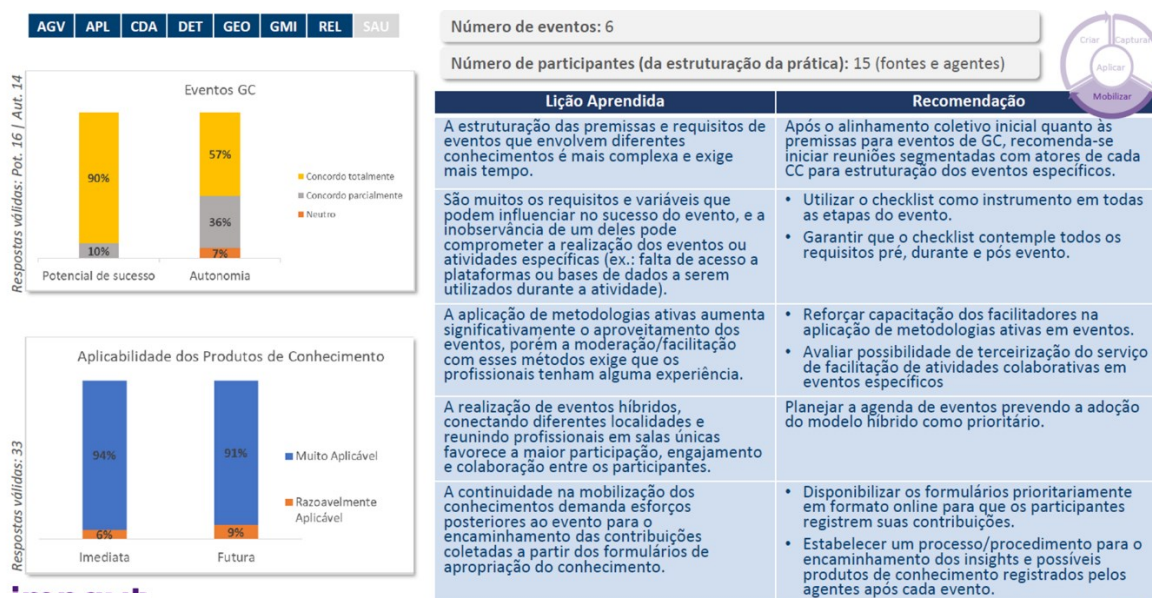 AGV APL CDA DET GEO GMI REL SAU
Respostas válidas: Pot. 16 | Aut. 14
Eventos GC
90%
10%
57%
36%
7%
Concordo totalmente
Concordo parcialmente
Neutro
Potencial de sucesso
Autonomia
Respostas válidas: 33
Aplicabilidade dos Produtos de Conhecimento
94%
6%
91%
9%
Muito Aplicável
Razoavelmente
Aplicável
Imediata
Futura
Número de eventos: 6
Número de participantes (da estruturação da prática): 15 (fontes e agentes)
Criar
Capturar
Aplicar
Mobilizar
Lição Aprendida
Recomendação
A estruturação das premissas e requisitos de
eventos que envolvem diferentes
conhecimentos é mais complexa e exige
mais tempo.
Após o alinhamento coletivo inicial quanto às
premissas para eventos de GC, recomenda-se
iniciar reuniões segmentadas com atores de cada
CC para estruturação dos eventos específicos.
São muitos os requisitos e variáveis que
podem influenciar no sucesso do evento, e a
inobservância de um deles pode
comprometer a realização dos eventos ou
atividades específicas (ex.: falta de acesso a
plataformas ou bases de dados a serem
utilizados durante a atividade).
• Utilizar o checklist como instrumento em todas
as etapas do evento.
• Garantir que o checklist contemple todos os
requisitos pré, durante e pós evento.
A aplicação de metodologias ativas aumenta
significativamente o aproveitamento dos
eventos, porém a moderação/facilitação
com esses métodos exige que os
profissionais tenham alguma experiência.
• Reforçar capacitação dos facilitadores na
aplicação de metodologias ativas em eventos.
• Avaliar possibilidade de terceirização do serviço
de facilitação de atividades colaborativas em
eventos específicos
A realização de eventos híbridos,
conectando diferentes localidades e
reunindo profissionais em salas únicas
favorece a maior participação, engajamento
e colaboração entre os participantes.
Planejar a agenda de eventos prevendo a adoção
do modelo híbrido como prioritário.
A continuidade na mobilização dos
conhecimentos demanda esforços
posteriores ao evento para o
encaminhamento das contribuições
coletadas a partir dos formulários de
apropriação do conhecimento.
• Disponibilizar os formulários prioritariamente
em formato online para que os participantes
registrem suas contribuições.
• Estabelecer um processo/procedimento para o
encaminhamento dos insights e possíveis
produtos de conhecimento registrados pelos
agentes após cada evento.